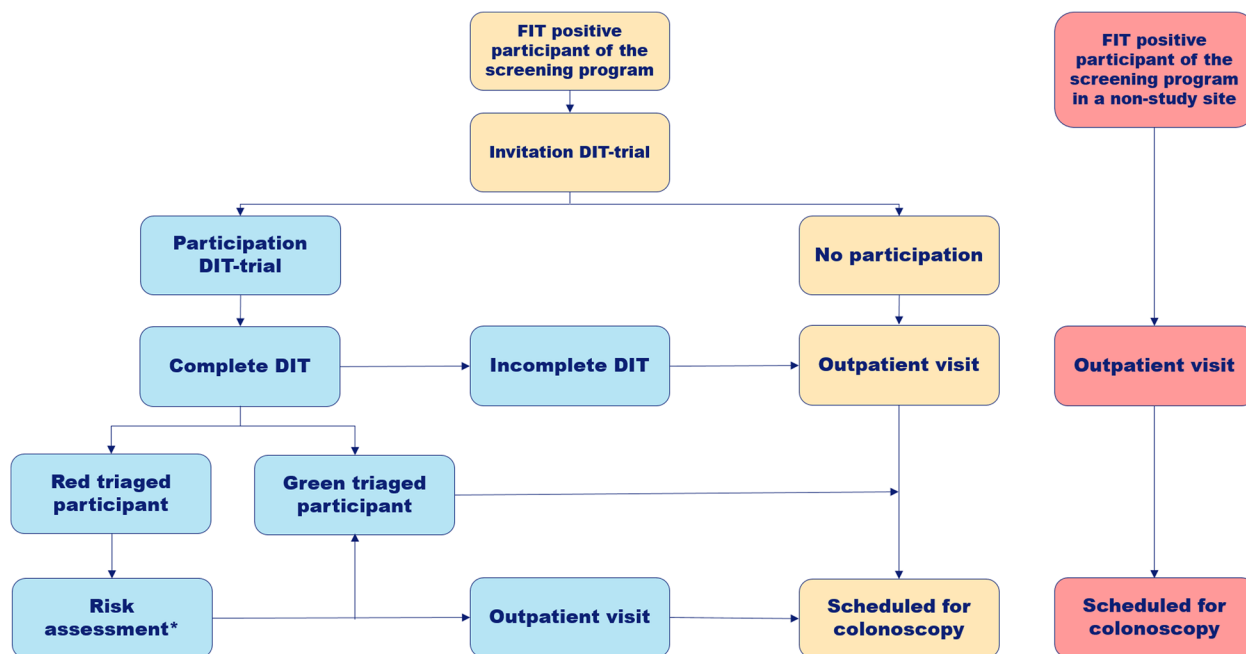 FIT positive
participant of the
screening program
FIT positive
participant of the
screening program
in a non-study site
Invitation DIT-trial
Participation
DIT-trial
No participation
Complete DIT
Incomplete DIT
Outpatient visit
Outpatient visit
Red triaged
participant
Green triaged
participant
Risk
assessment*
Outpatient visit
Scheduled for
colonoscopy
Scheduled for
colonoscopy